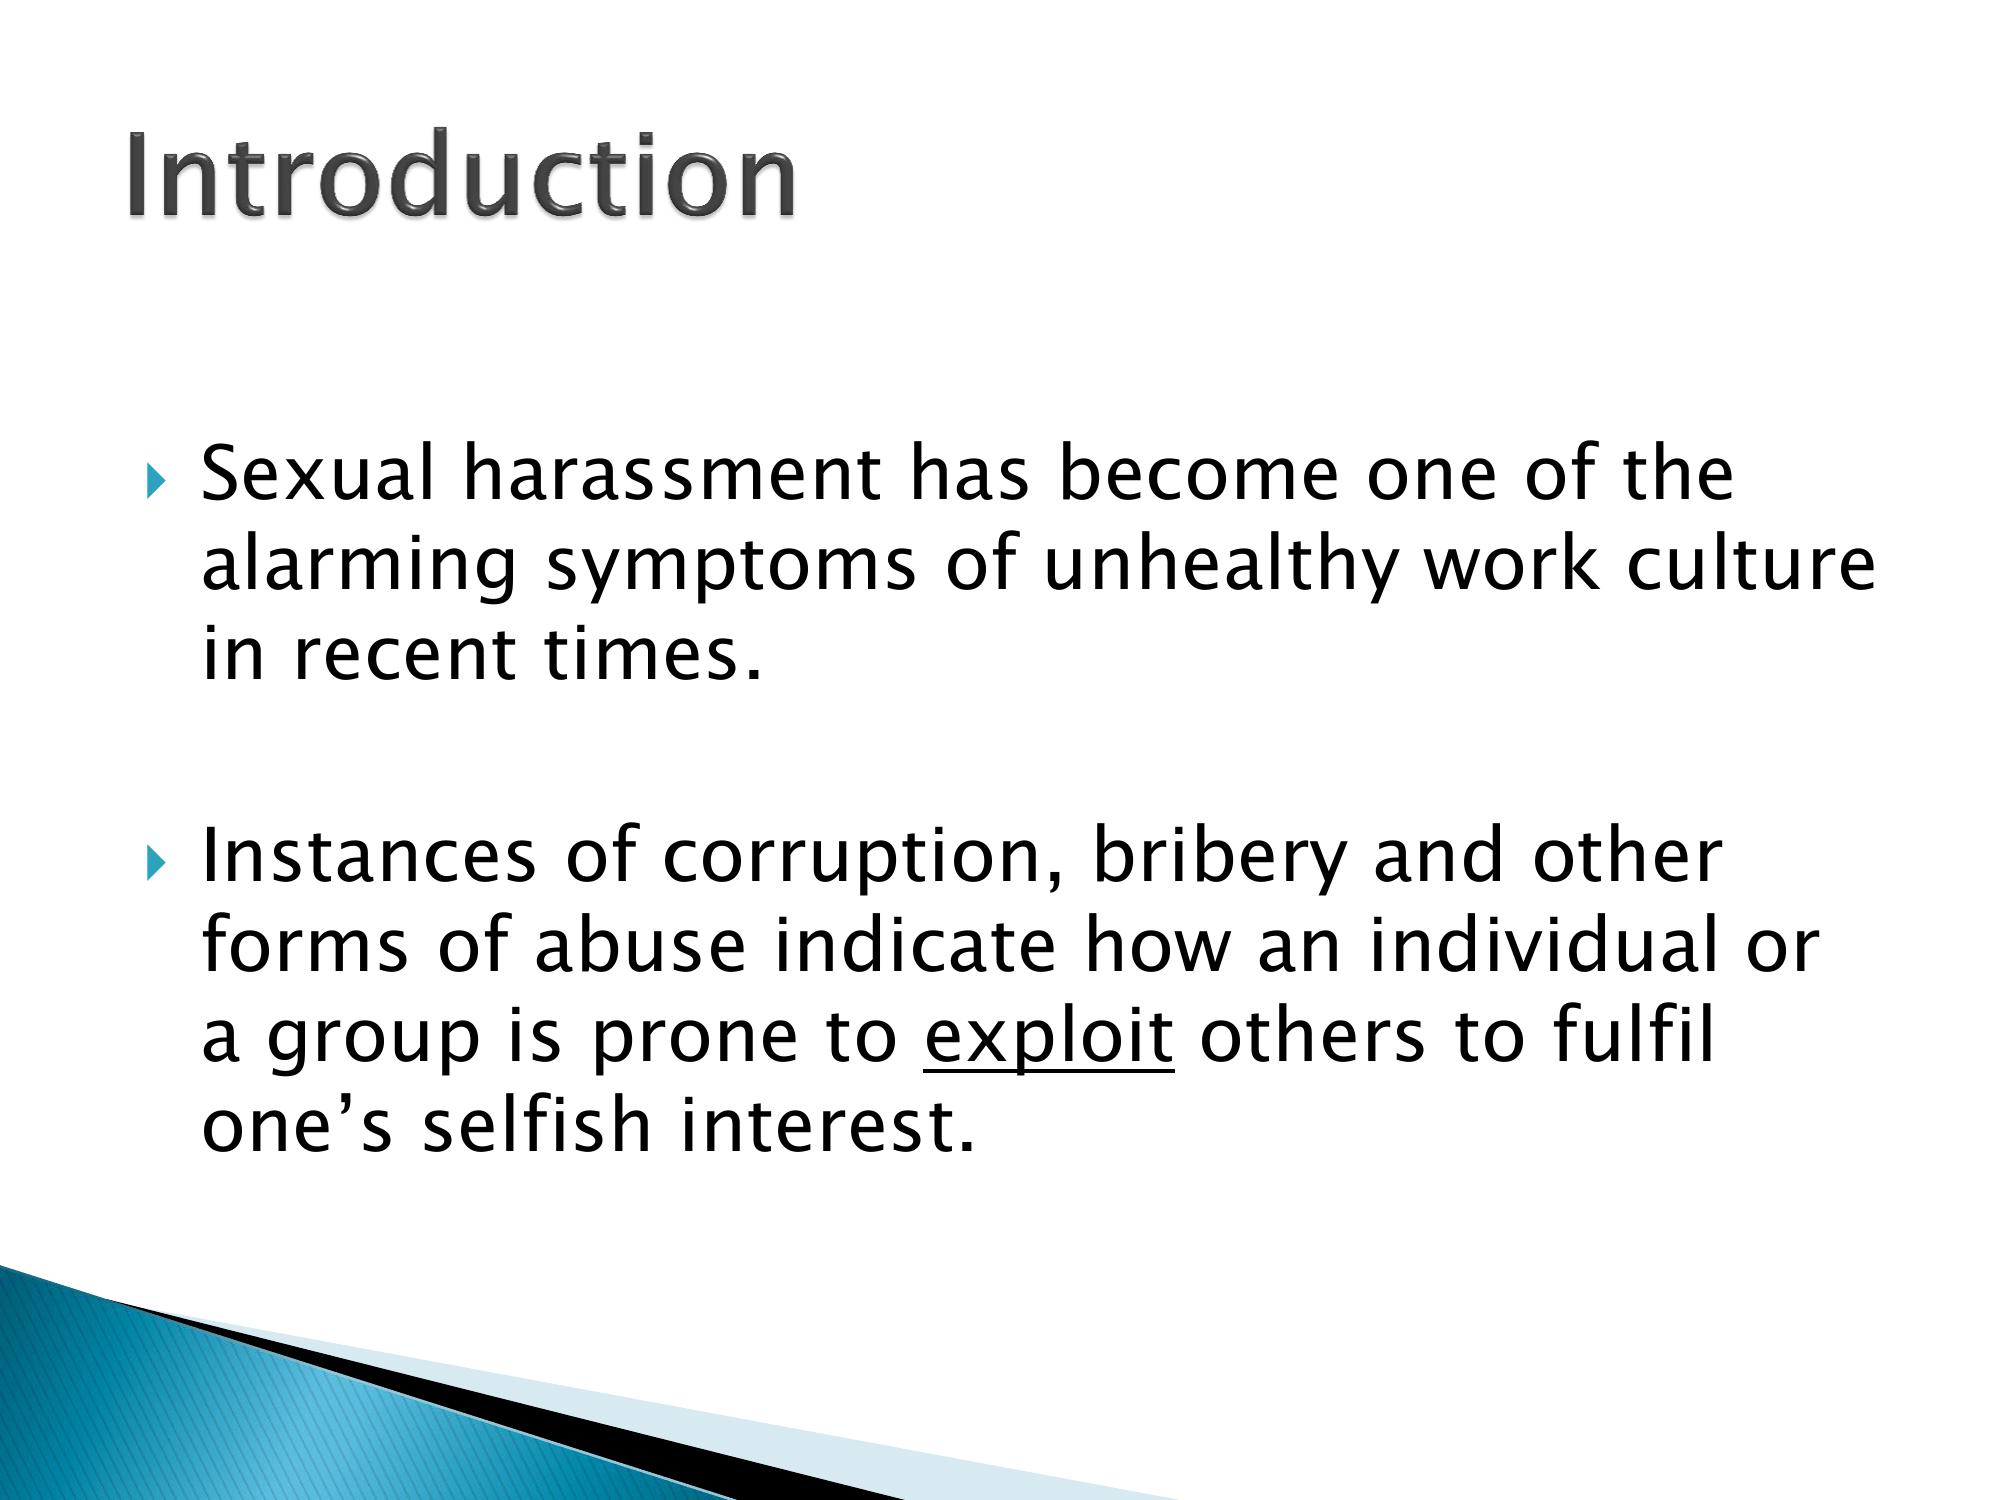 Introduction
Sexual harassment has become one of the
alarming symptoms of unhealthy work culture
in recent times.
Instances of corruption, bribery and other
forms of abuse indicate how an individual or
a group is prone to exploit others to fulfil
one’s selfish interest.